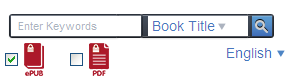 Enter Keywords Book Title
ePUB PDF English